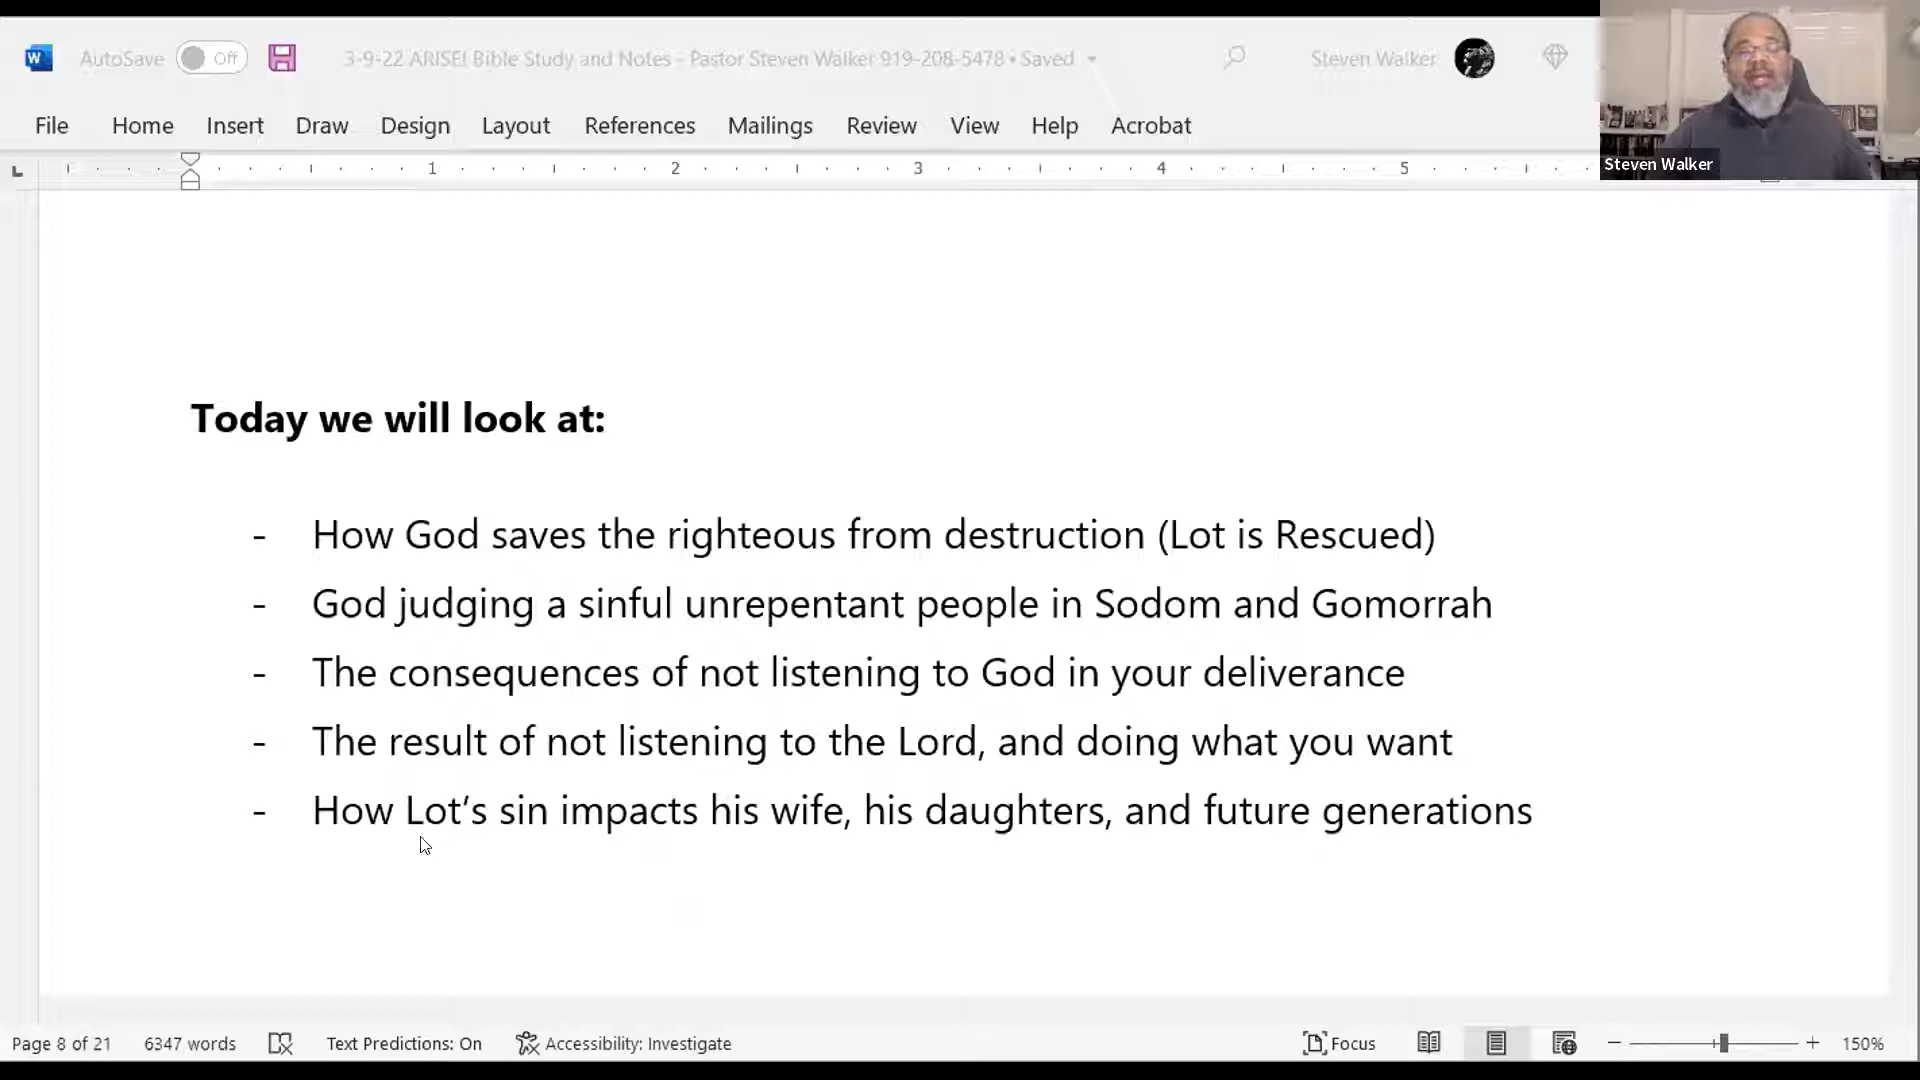 AutoSave Off 3-9-22 ARISE! Bible Study and Notes - Pastor Steven Walker 919-208-5478 • Saved Steven Walker
File Home Insert Draw Design Layout References Mailings Review View Help Acrobat
Steven Walker
1 2 3 4 5
Today we will look at:
- How God saves the righteous from destruction (Lot is Rescued)
- God judging a sinful unrepentant people in Sodom and Gomorrah
- The consequences of not listening to God in your deliverance
- The result of not listening to the Lord, and doing what you want
- How Lot’s sin impacts his wife, his daughters, and future generations
Page 8 of 21 6347 words Text Predictions: On Accessibility: Investigate Focus 150%